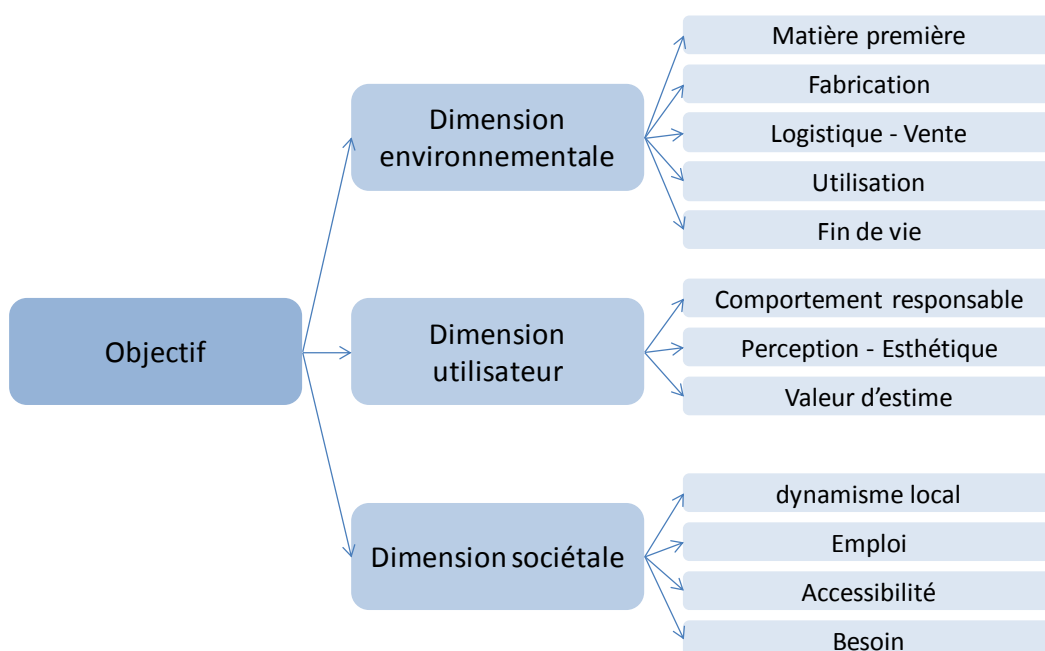 Objectif
Dimension
environnementale
Matière première
Fabrication
Logistique - Vente
Utilisation
Fin de vie
Dimension
utilisateur
Comportement responsable
Perception - Esthétique
Valeur d’estime
Dimension sociétale
dynamisme local
Emploi
Accessibilité
Besoin